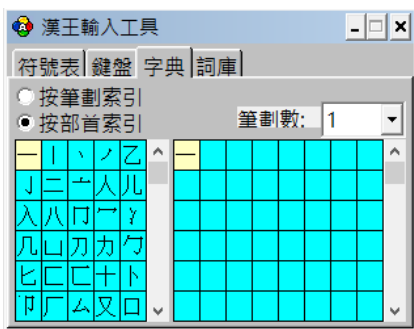 漢王輸入工具
符號表 鍵盤 字典 詞庫
按筆劃索引
按部首索引
筆劃數: 1
一 丨 丶 丿 乙 一
亅 二 亠 人 儿
入 八 冂 冖 冫
几 凵 刀 力 勹
匕 匚 匸 十 卜
卩 厂 厶 又 口